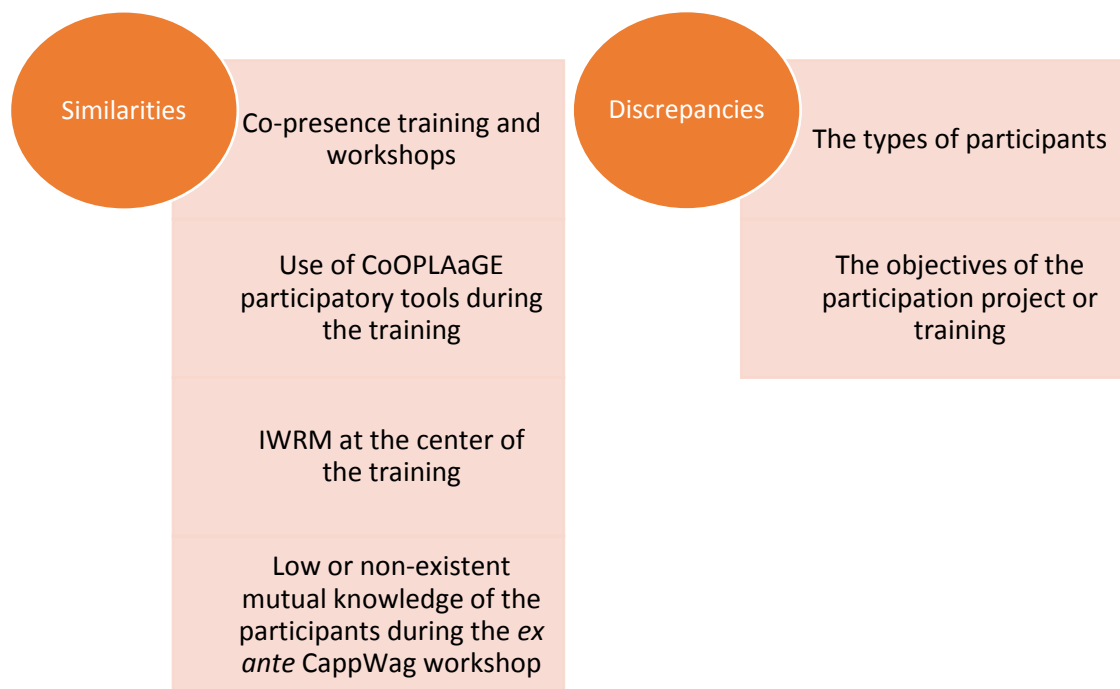 Similarities
Co-presence training and
workshops
Use of CoOPLAaGE
participatory tools during
the training
IWRM at the center of
the training
Low or non-existent
mutual knowledge of the
participants during the ex
ante CappWag workshop
Discrepancies
The types of participants
The objectives of the
participation project or
training